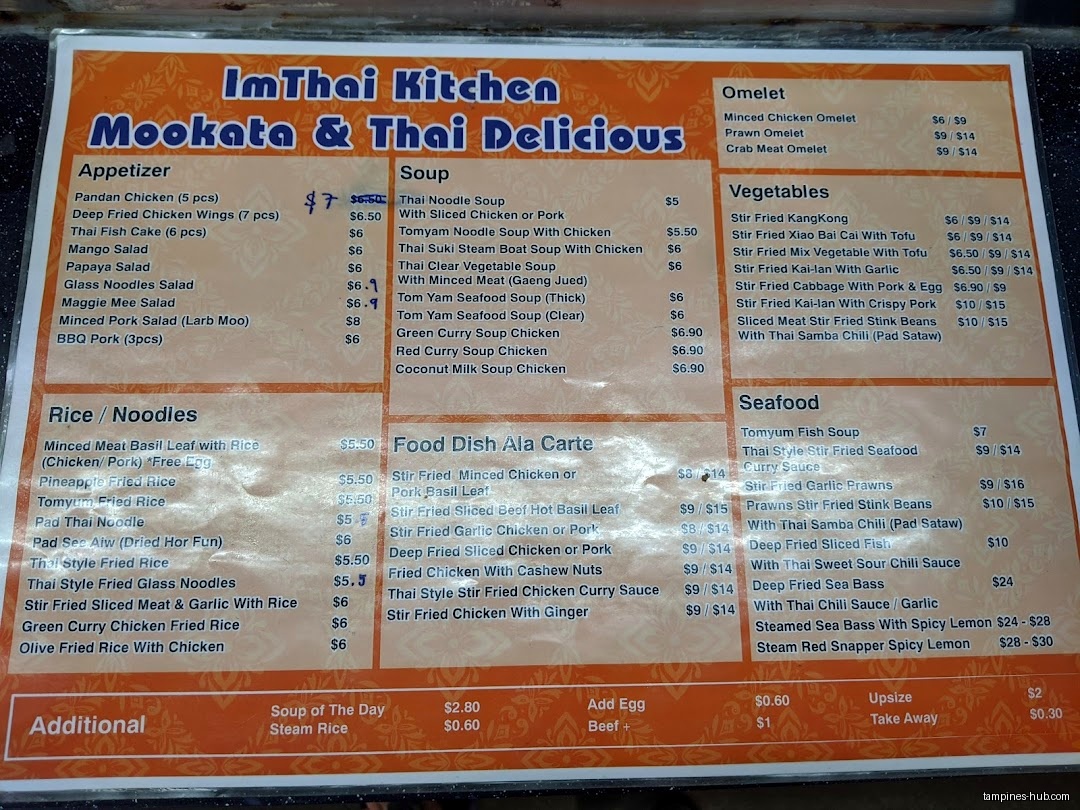 ImThai Kitchen
Mookata & Thai Delicious
Appetizer
Pandan Chicken (5 pcs) $7 $6.50
Deep Fried Chicken Wings (7 pcs) $6.50
Thai Fish Cake (6 pcs) $6
Mango Salad $6
Papaya Salad $6
Glass Noodles Salad $6.9
Maggie Mee Salad $6.9
Minced Pork Salad (Larb Moo) $8
BBQ Pork (3pcs) $6
Soup
Thai Noodle Soup $5
With Sliced Chicken or Pork
Tomyam Noodle Soup With Chicken $5.50
Thai Suki Steam Boat Soup With Chicken $6
Thai Clear Vegetable Soup $6
With Minced Meat (Gaeng Jued)
Tom Yam Seafood Soup (Thick) $6
Tom Yam Seafood Soup (Clear) $6
Green Curry Soup Chicken $6.90
Red Curry Soup Chicken $6.90
Coconut Milk Soup Chicken $6.90
Omelet
Minced Chicken Omelet $6 / $9
Prawn Omelet $9 / $14
Crab Meat Omelet $9 / $14
Vegetables
Stir Fried KangKong $6 / $9 / $14
Stir Fried Xiao Bai Cai With Tofu $6 / $9 / $14
Stir Fried Mix Vegetable With Tofu $6.50 / $9 / $14
Stir Fried Kai-lan With Garlic $6.50 / $9 / $14
Stir Fried Cabbage With Pork & Egg $6.90 / $9
Stir Fried Kai-lan With Crispy Pork $10 / $15
Sliced Meat Stir Fried Stink Beans $10 / $15
With Thai Samba Chili (Pad Sataw)
Rice / Noodles
Minced Meat Basil Leaf with Rice $5.50
(Chicken/ Pork) *Free Egg
Pineapple Fried Rice $5.50
Tomyum Fried Rice $5.50
Pad Thai Noodle $5
Pad See Aiw (Dried Hor Fun) $6
Thai Style Fried Rice $5.50
Thai Style Fried Glass Noodles $5.5
Stir Fried Sliced Meat & Garlic With Rice $6
Green Curry Chicken Fried Rice $6
Olive Fried Rice With Chicken $6
Food Dish Ala Carte
Stir Fried Minced Chicken or $8 / $14
Pork Basil Leaf
Stir Fried Sliced Beef Hot Basil Leaf $9 / $15
Stir Fried Garlic Chicken or Pork $8 / $14
Deep Fried Sliced Chicken or Pork $9 / $14
Fried Chicken With Cashew Nuts $9 / $14
Thai Style Stir Fried Chicken Curry Sauce $9 / $14
Stir Fried Chicken With Ginger $9 / $14
Seafood
Tomyum Fish Soup $7
Thai Style Stir Fried Seafood $9 / $14
Curry Sauce
Stir Fried Garlic Prawns $9 / $16
Prawns Stir Fried Stink Beans $10 / $15
With Thai Samba Chili (Pad Sataw)
Deep Fried Sliced Fish $10
With Thai Sweet Sour Chili Sauce
Deep Fried Sea Bass $24
With Thai Chili Sauce / Garlic
Steamed Sea Bass With Spicy Lemon $24 - $28
Steam Red Snapper Spicy Lemon $28 - $30
Additional
Soup of The Day $2.80
Steam Rice $0.60
Add Egg $0.60
Beef + $1
Upsize $2
Take Away $0.30
tampines-hub.com